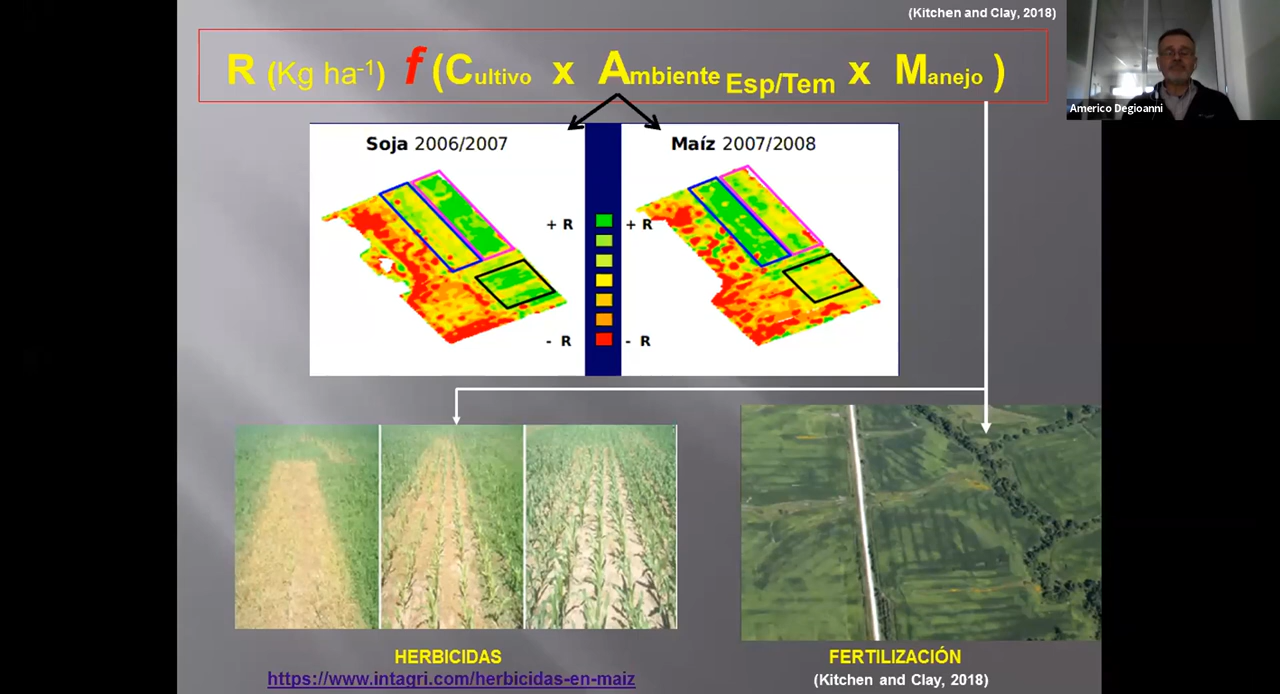 (Kitchen and Clay, 2018)
R (Kg ha-1) f (Cultivo x Ambiente Esp/Tem x Manejo )
Americo Degioanni
Soja 2006/2007
Maíz 2007/2008
+ R
+ R
- R
- R
HERBICIDAS
https://www.intagri.com/herbicidas-en-maiz
FERTILIZACIÓN
(Kitchen and Clay, 2018)